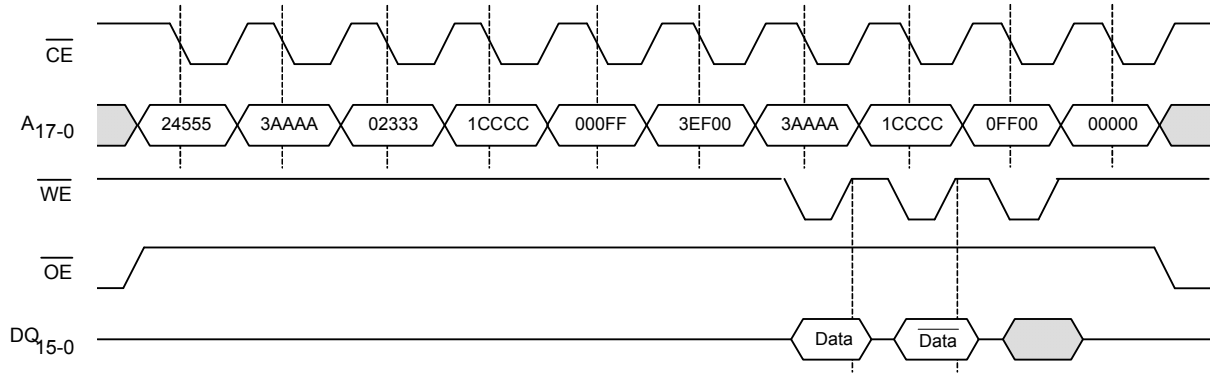 CE
A17-0 24555 3AAAA 02333 1CCCC 000FF 3EF00 3AAAA 1CCCC 0FF00 00000
WE
OE
DQ15-0 Data Data